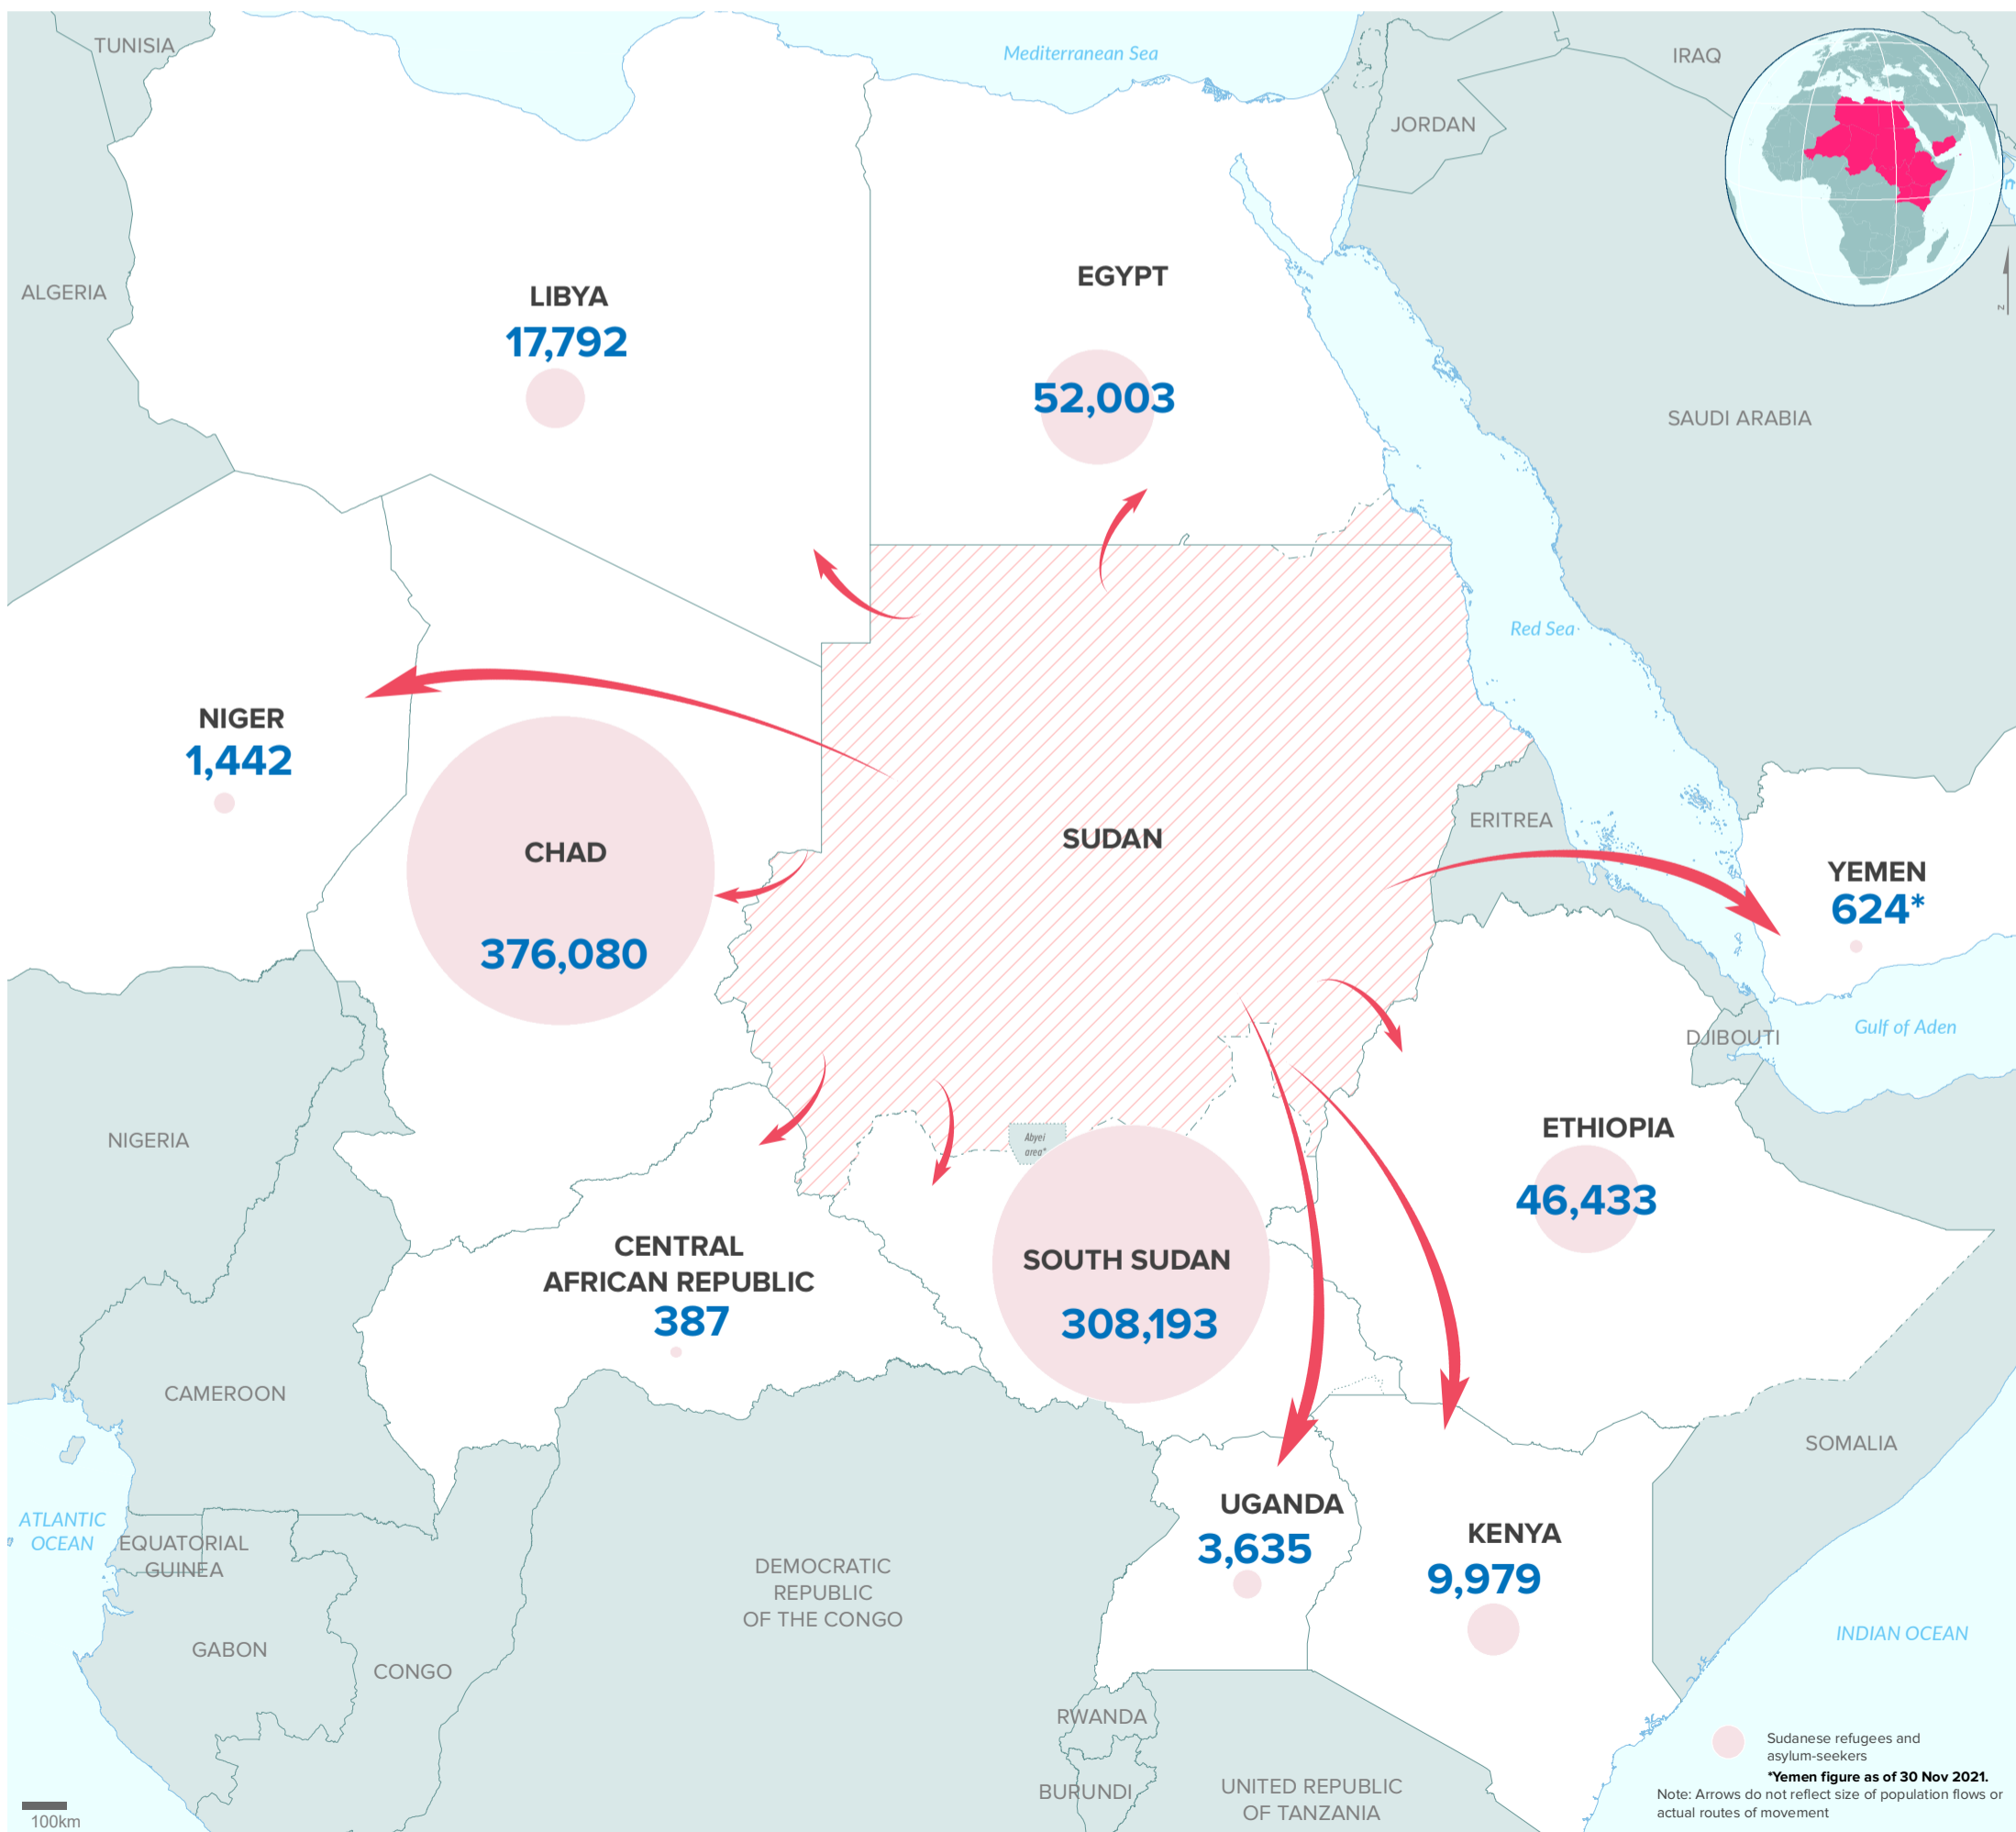 TUNISIA
Mediterranean Sea
IRAQ
JORDAN
ALGERIA
LIBYA
17,792
EGYPT
52,003
SAUDI ARABIA
N
Red Sea
NIGER
1,442
CHAD
376,080
SUDAN
ERITREA
YEMEN
624*
Gulf of Aden
DJIBOUTI
NIGERIA
Abyei
area*
ETHIOPIA
46,433
CENTRAL
AFRICAN REPUBLIC
387
SOUTH SUDAN
308,193
CAMEROON
SOMALIA
ATLANTIC
OCEAN
EQUATORIAL
GUINEA
UGANDA
3,635
KENYA
9,979
DEMOCRATIC
REPUBLIC
OF THE CONGO
GABON
CONGO
INDIAN OCEAN
RWANDA
BURUNDI
UNITED REPUBLIC
OF TANZANIA
Sudanese refugees and
asylum-seekers
*Yemen figure as of 30 Nov 2021.
Note: Arrows do not reflect size of population flows or
actual routes of movement
100km